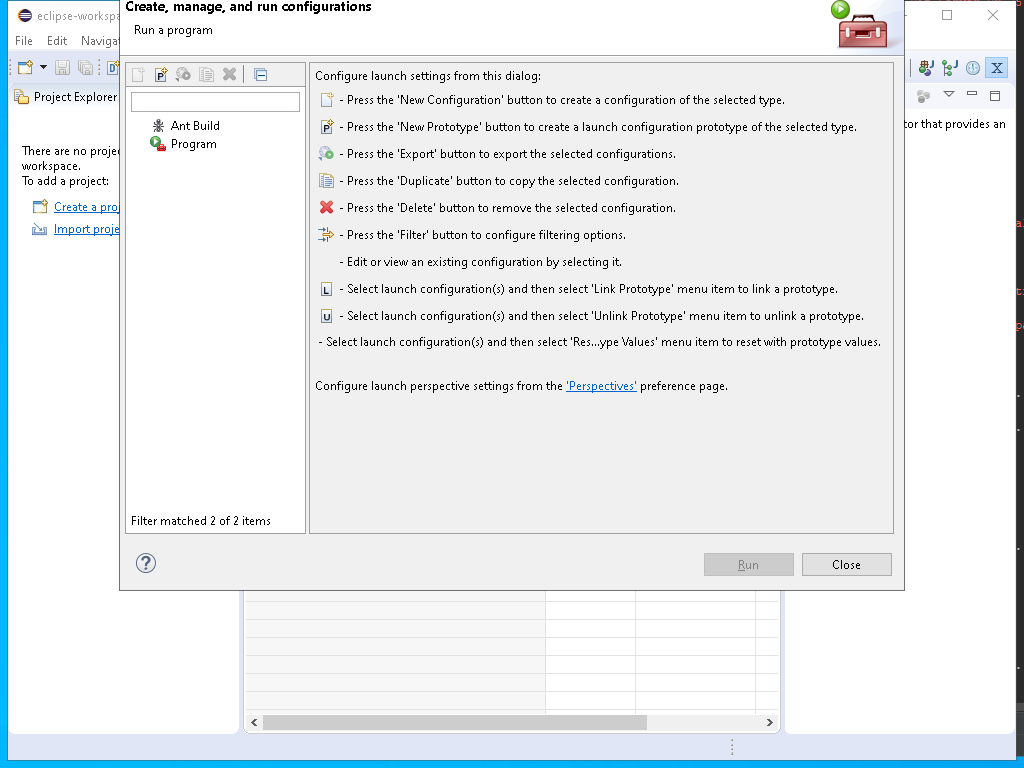 Create, manage, and run configurations
Run a program
eclipse-workspa
File Edit Navigat
Project Explorer
There are no proje
workspace.
To add a project:
Create a proj
Import proje
Ant Build
Program
Filter matched 2 of 2 items
Configure launch settings from this dialog:
- Press the 'New Configuration' button to create a configuration of the selected type.
- Press the 'New Prototype' button to create a launch configuration prototype of the selected type.
- Press the 'Export' button to export the selected configurations.
- Press the 'Duplicate' button to copy the selected configuration.
- Press the 'Delete' button to remove the selected configuration.
- Press the 'Filter' button to configure filtering options.
- Edit or view an existing configuration by selecting it.
L - Select launch configuration(s) and then select 'Link Prototype' menu item to link a prototype.
U - Select launch configuration(s) and then select 'Unlink Prototype' menu item to unlink a prototype.
- Select launch configuration(s) and then select 'Res...ype Values' menu item to reset with prototype values.
Configure launch perspective settings from the 'Perspectives' preference page.
Run
Close
tor that provides an